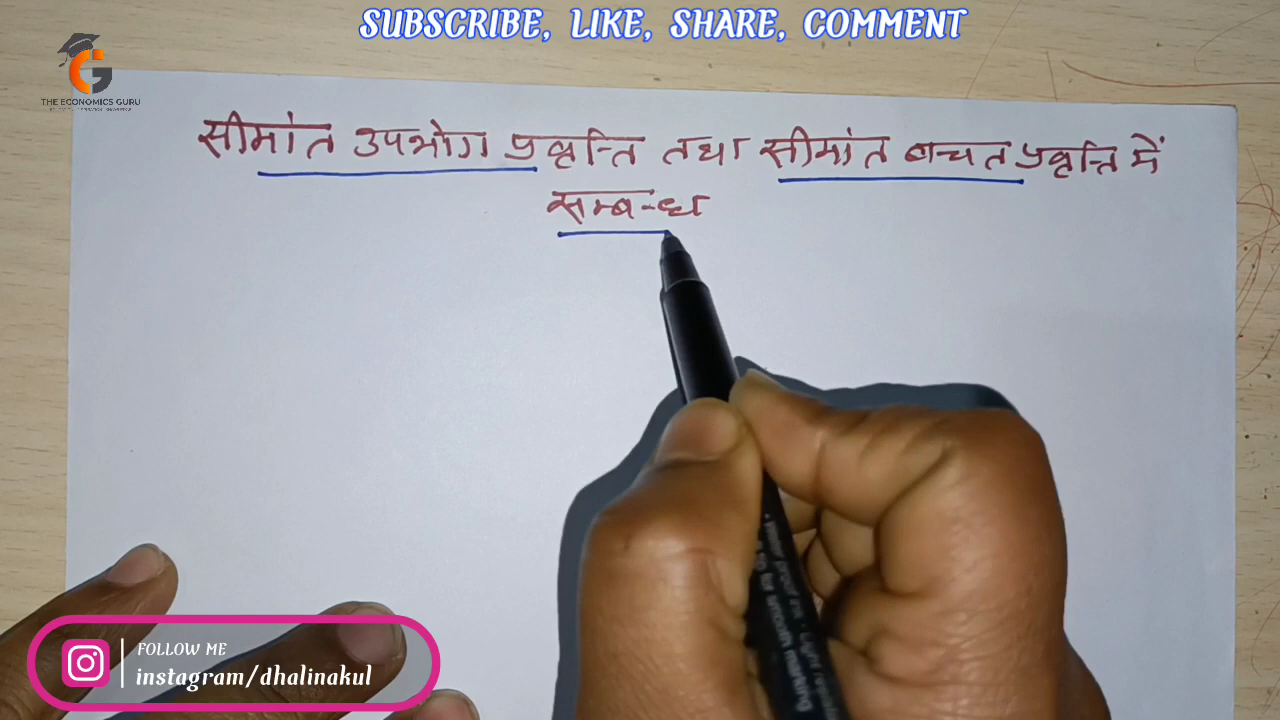 SUBSCRIBE, LIKE, SHARE, COMMENT
THE ECONOMICS GURU
सीमांत उपभोग प्रवृत्ति तथा सीमांत बचत प्रवृत्ति में
सम्बन्ध
FOLLOW ME
instagram/dhalinakul